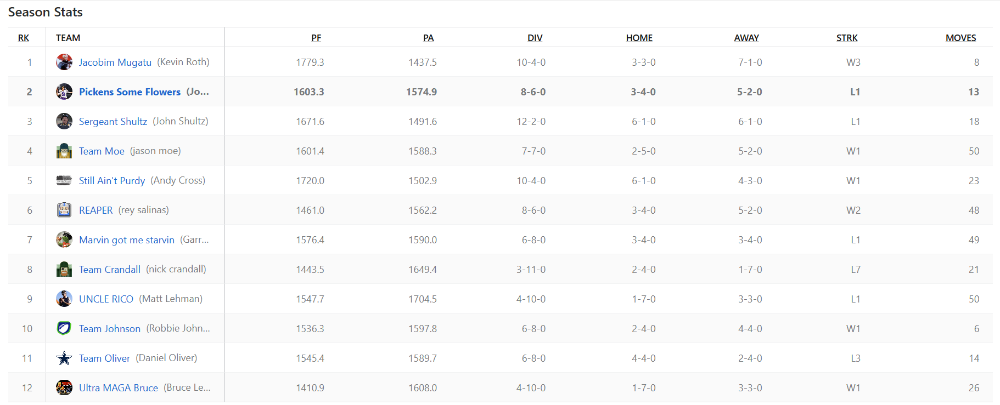 Season Stats
RK TEAM PF PA DIV HOME AWAY STRK MOVES
1 Jacobim Mugatu (Kevin Roth) 1779.3 1437.5 10-4-0 3-3-0 7-1-0 W3 8
2 Pickens Some Flowers (Jo... 1603.3 1574.9 8-6-0 3-4-0 5-2-0 L1 13
3 Sergeant Shultz (John Shultz) 1671.6 1491.6 12-2-0 6-1-0 6-1-0 L1 18
4 Team Moe (jason moe) 1601.4 1588.3 7-7-0 2-5-0 5-2-0 W1 50
5 Still Ain't Purdy (Andy Cross) 1720.0 1502.9 10-4-0 6-1-0 4-3-0 W1 23
6 REAPER (rey salinas) 1461.0 1562.2 8-6-0 3-4-0 5-2-0 W2 48
7 Marvin got me starvin (Garr... 1576.4 1590.0 6-8-0 3-4-0 3-4-0 L1 49
8 Team Crandall (nick crandall) 1443.5 1649.4 3-11-0 2-4-0 1-7-0 L7 21
9 UNCLE RICO (Matt Lehman) 1547.7 1704.5 4-10-0 1-7-0 3-3-0 L1 50
10 Team Johnson (Robbie John... 1536.3 1597.8 6-8-0 2-4-0 4-4-0 W1 6
11 Team Oliver (Daniel Oliver) 1545.4 1589.7 6-8-0 4-4-0 2-4-0 L3 14
12 Ultra MAGA Bruce (Bruce Le... 1410.9 1608.0 4-10-0 1-7-0 3-3-0 W1 26